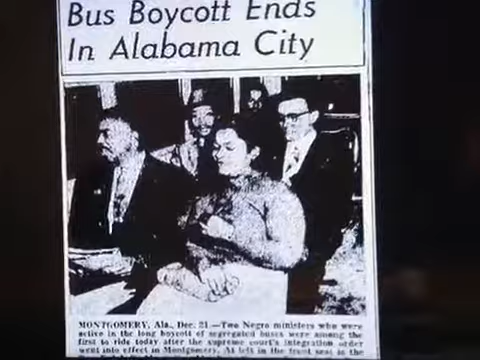 Bus Boycott Ends
In Alabama City
MONTGOMERY, Ala., Dec. 21.—Two Negro ministers who were
active in the long boycott of segregated buses were among the
first to ride today after the supreme court's integration order
went into effect in Montgomery. At left in the front seat is the